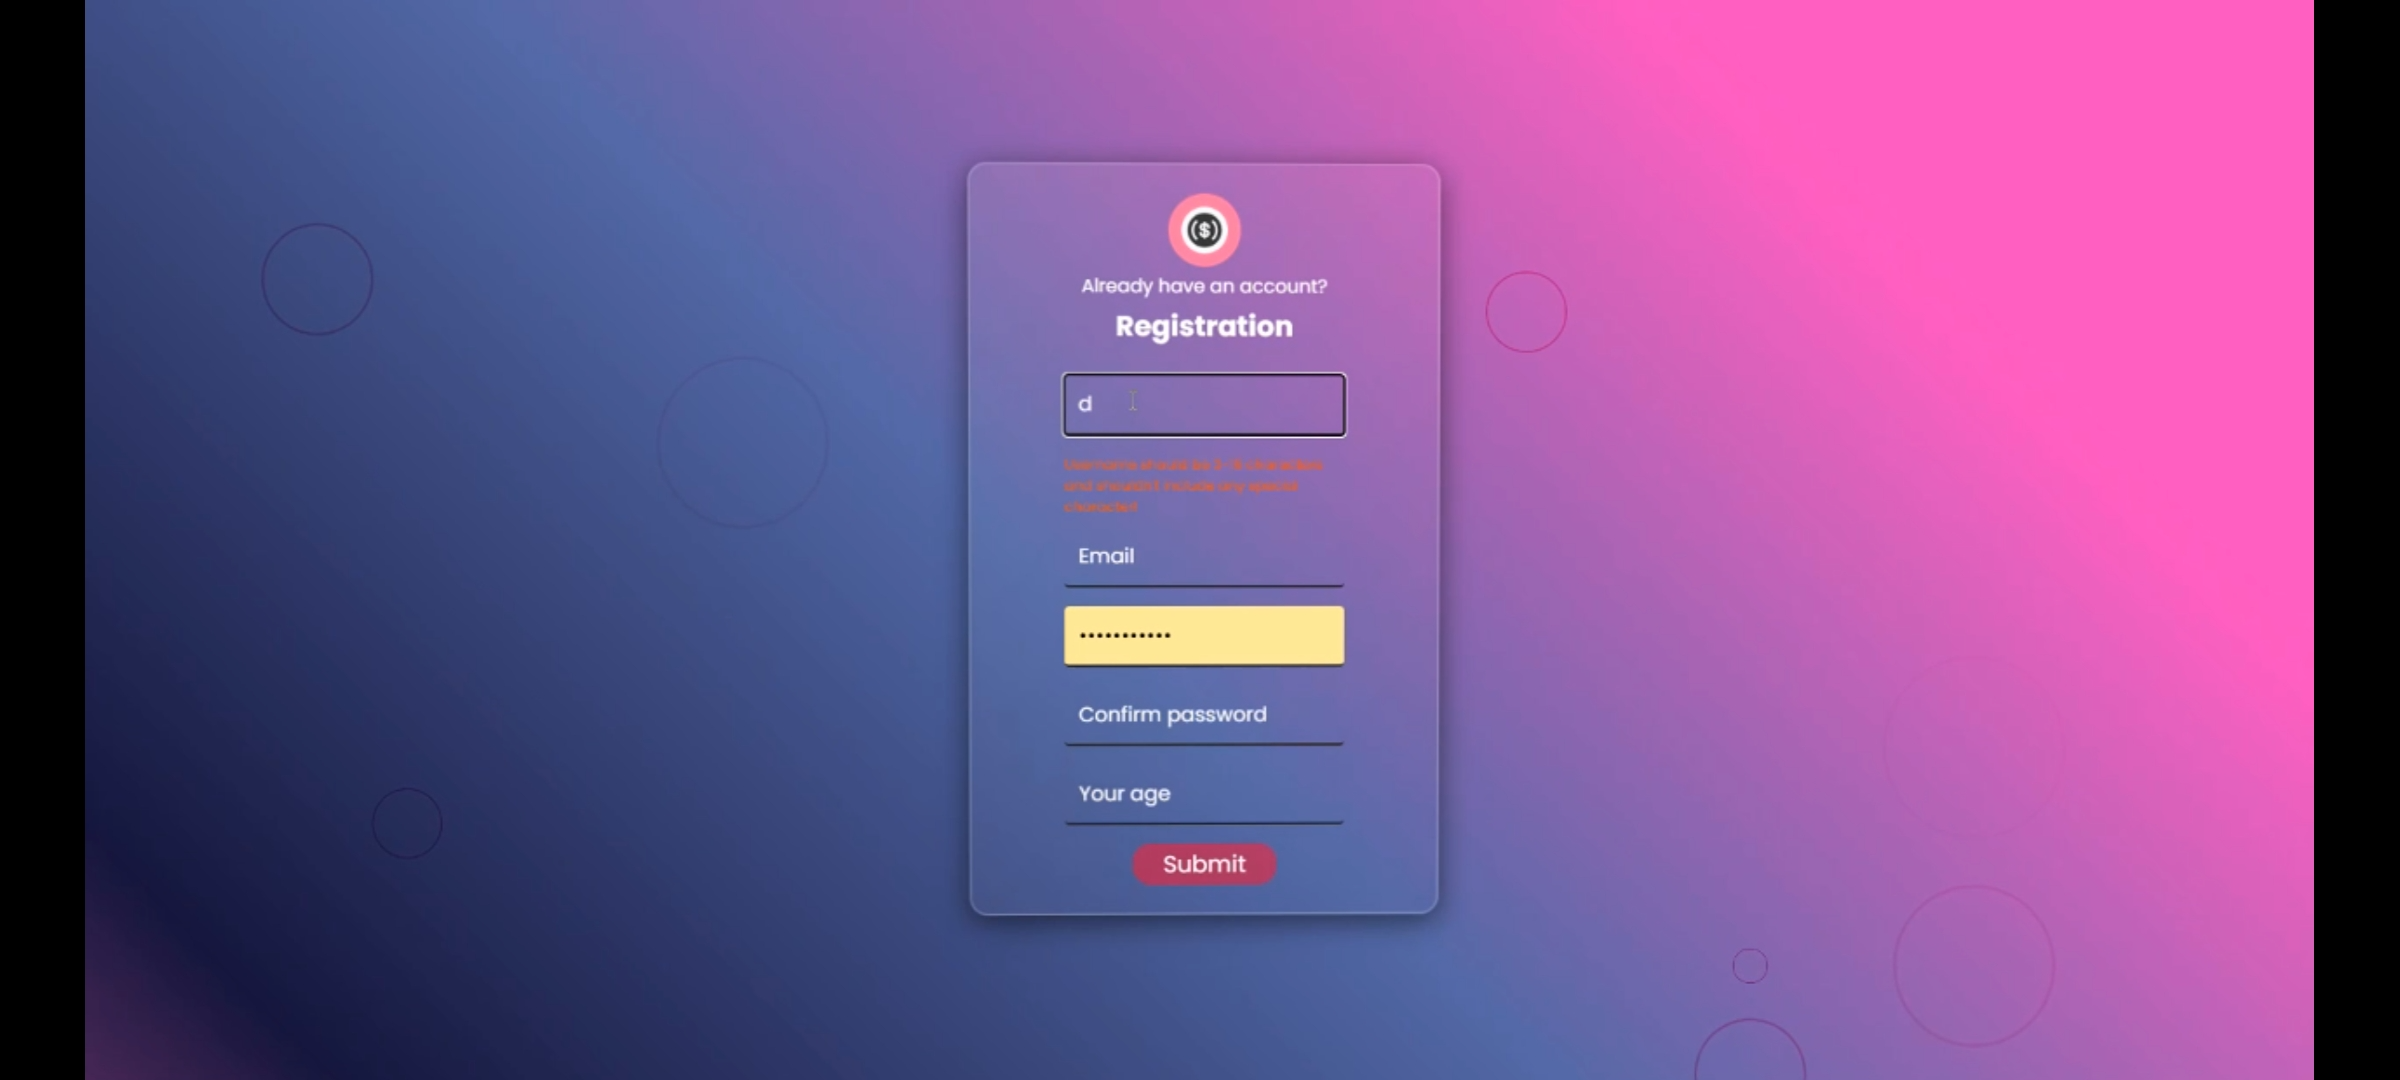 ($)
Already have an account?
Registration
d
Username should be 3-16 characters
and shouldn't include any special
character!
Email
•••••••••••
Confirm password
Your age
Submit